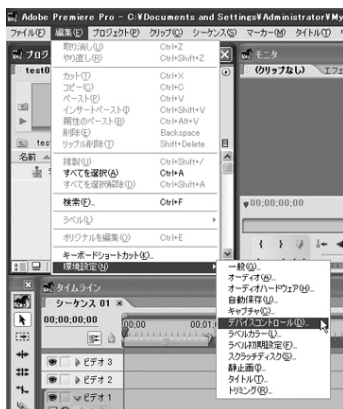 Adobe Premiere Pro - C:¥Documents and Settings¥Administrator¥My
ファイル(F) 編集(E) プロジェクト(P) クリップ(C) シーケンス(S) マーカー(M) タイトル(T)
取り消し(U) Ctrl+Z
やり直し(R) Ctrl+Shift+Z
カット(T) Ctrl+X
コピー(C) Ctrl+C
ペースト(P) Ctrl+V
インサートペースト(I) Ctrl+Shift+V
属性のペースト(B) Ctrl+Alt+V
削除(E) Backspace
リップル削除(T) Shift+Delete
複製(U) Ctrl+Shift+/
すべてを選択(A) Ctrl+A
すべてを選択解除(D) Ctrl+Shift+A
検索(F)... Ctrl+F
ラベル(L)
オリジナルを編集(O) Ctrl+E
キーボードショートカット(K)...
環境設定(N)
プロジ
test0
tes
名前
モニタ
(クリップなし)
エフェ
00;00;00;00
一般(G)...
オーディオ(A)...
オーディオハードウェア(H)...
自動保存(U)...
キャプチャ(C)...
デバイスコントロール(D)...
ラベルカラー(L)...
ラベル初期設定(F)...
スクラッチディスク(S)...
静止画(I)...
タイトル(T)...
トリミング(R)...
タイムライン
シーケンス 01
00;00;00;00
00;00
00;01;
ビデオ 3
ビデオ 2
ビデオ 1